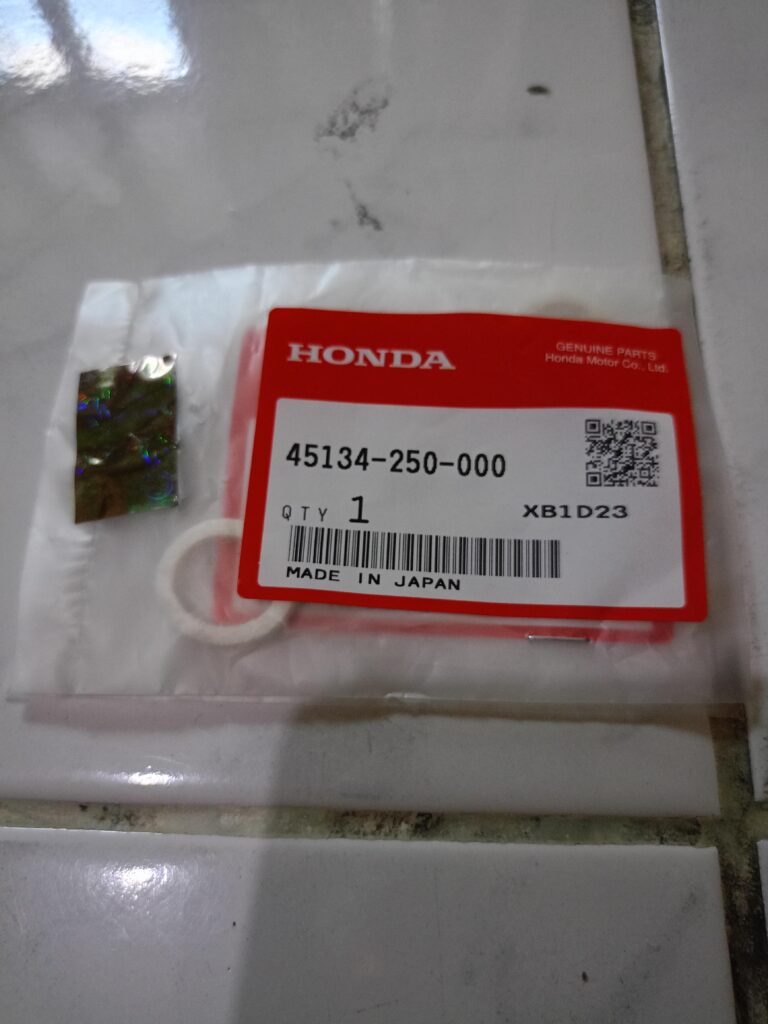 HONDA
GENUINE PARTS
Honda Motor Co., Ltd.
45134-250-000
QTY 1
XB1D23
MADE IN JAPAN